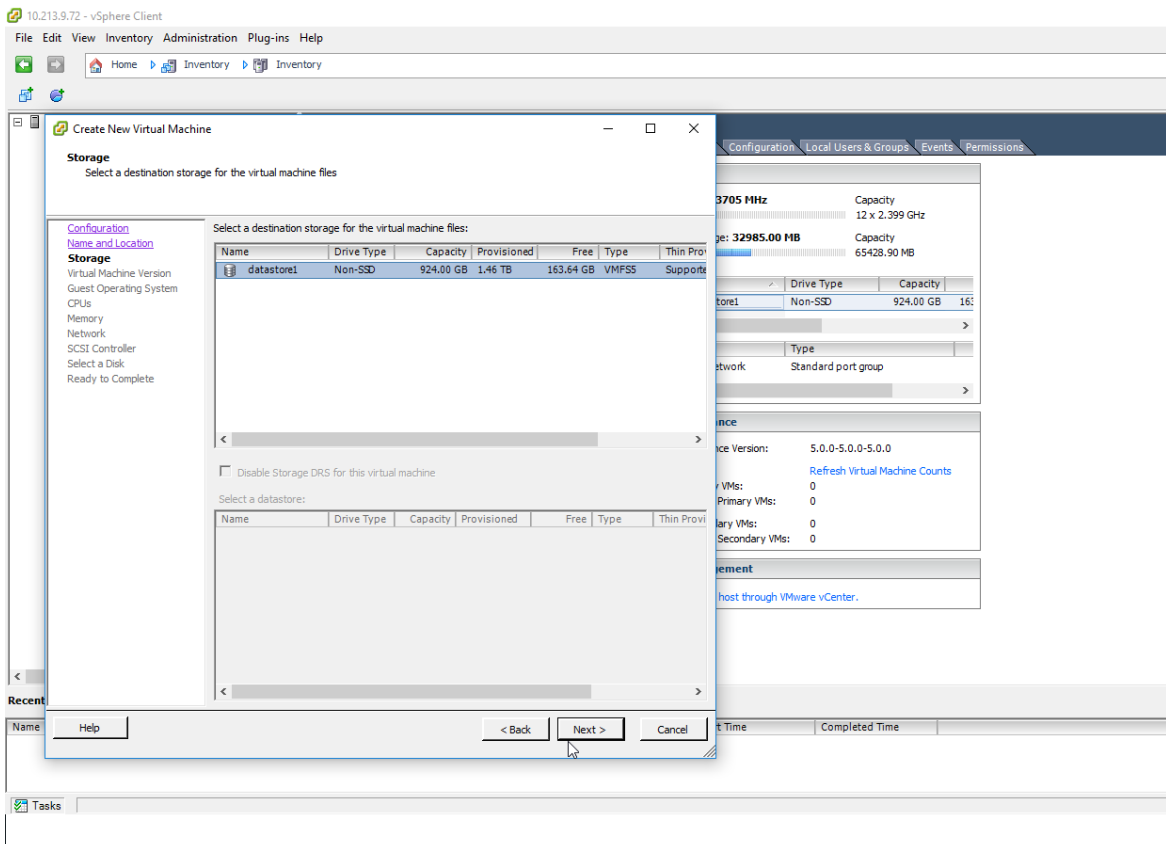 10.213.9.72 - vSphere Client
File Edit View Inventory Administration Plug-ins Help
Home Inventory Inventory
Create New Virtual Machine
Storage
Select a destination storage for the virtual machine files
Configuration
Name and Location
Storage
Virtual Machine Version
Guest Operating System
CPUs
Memory
Network
SCSI Controller
Select a Disk
Ready to Complete
Select a destination storage for the virtual machine files:
Name Drive Type Capacity Provisioned Free Type Thin Prov
datastore1 Non-SSD 924.00 GB 1.46 TB 163.64 GB VMFS5 Supporte
Disable Storage DRS for this virtual machine
Select a datastore:
Name Drive Type Capacity Provisioned Free Type Thin Provi
Help < Back Next > Cancel
Configuration Local Users & Groups Events Permissions
3705 MHz Capacity
12 x 2.399 GHz
ge: 32985.00 MB Capacity
65428.90 MB
Drive Type Capacity
tore1 Non-SSD 924.00 GB 163
Type
etwork Standard port group
ance
nce Version: 5.0.0-5.0.0-5.0.0
Refresh Virtual Machine Counts
y VMs: 0
Primary VMs: 0
dary VMs: 0
Secondary VMs: 0
gement
host through VMware vCenter.
Recent
Name t Time Completed Time
Tasks